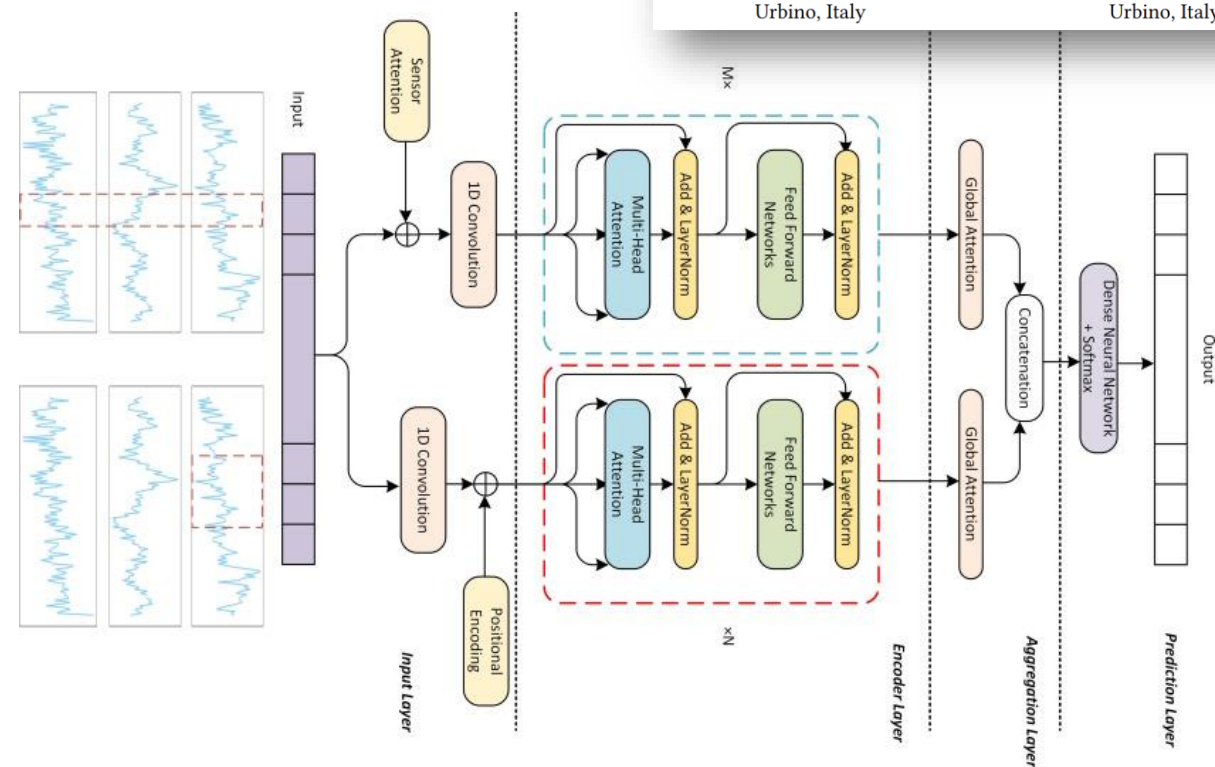 Urbino, Italy
Urbino, Italy
Output
Prediction Layer
Dense Neural Network
+ Softmax
Aggregation Layer
Concatenation
Global Attention
Global Attention
Encoder Layer
M×
×N
Add & LayerNorm
Add & LayerNorm
Feed Forward
Networks
Feed Forward
Networks
Add & LayerNorm
Add & LayerNorm
Multi-Head
Attention
Multi-Head
Attention
Input Layer
1D Convolution
1D Convolution
Sensor
Attention
Positional
Encoding
Input